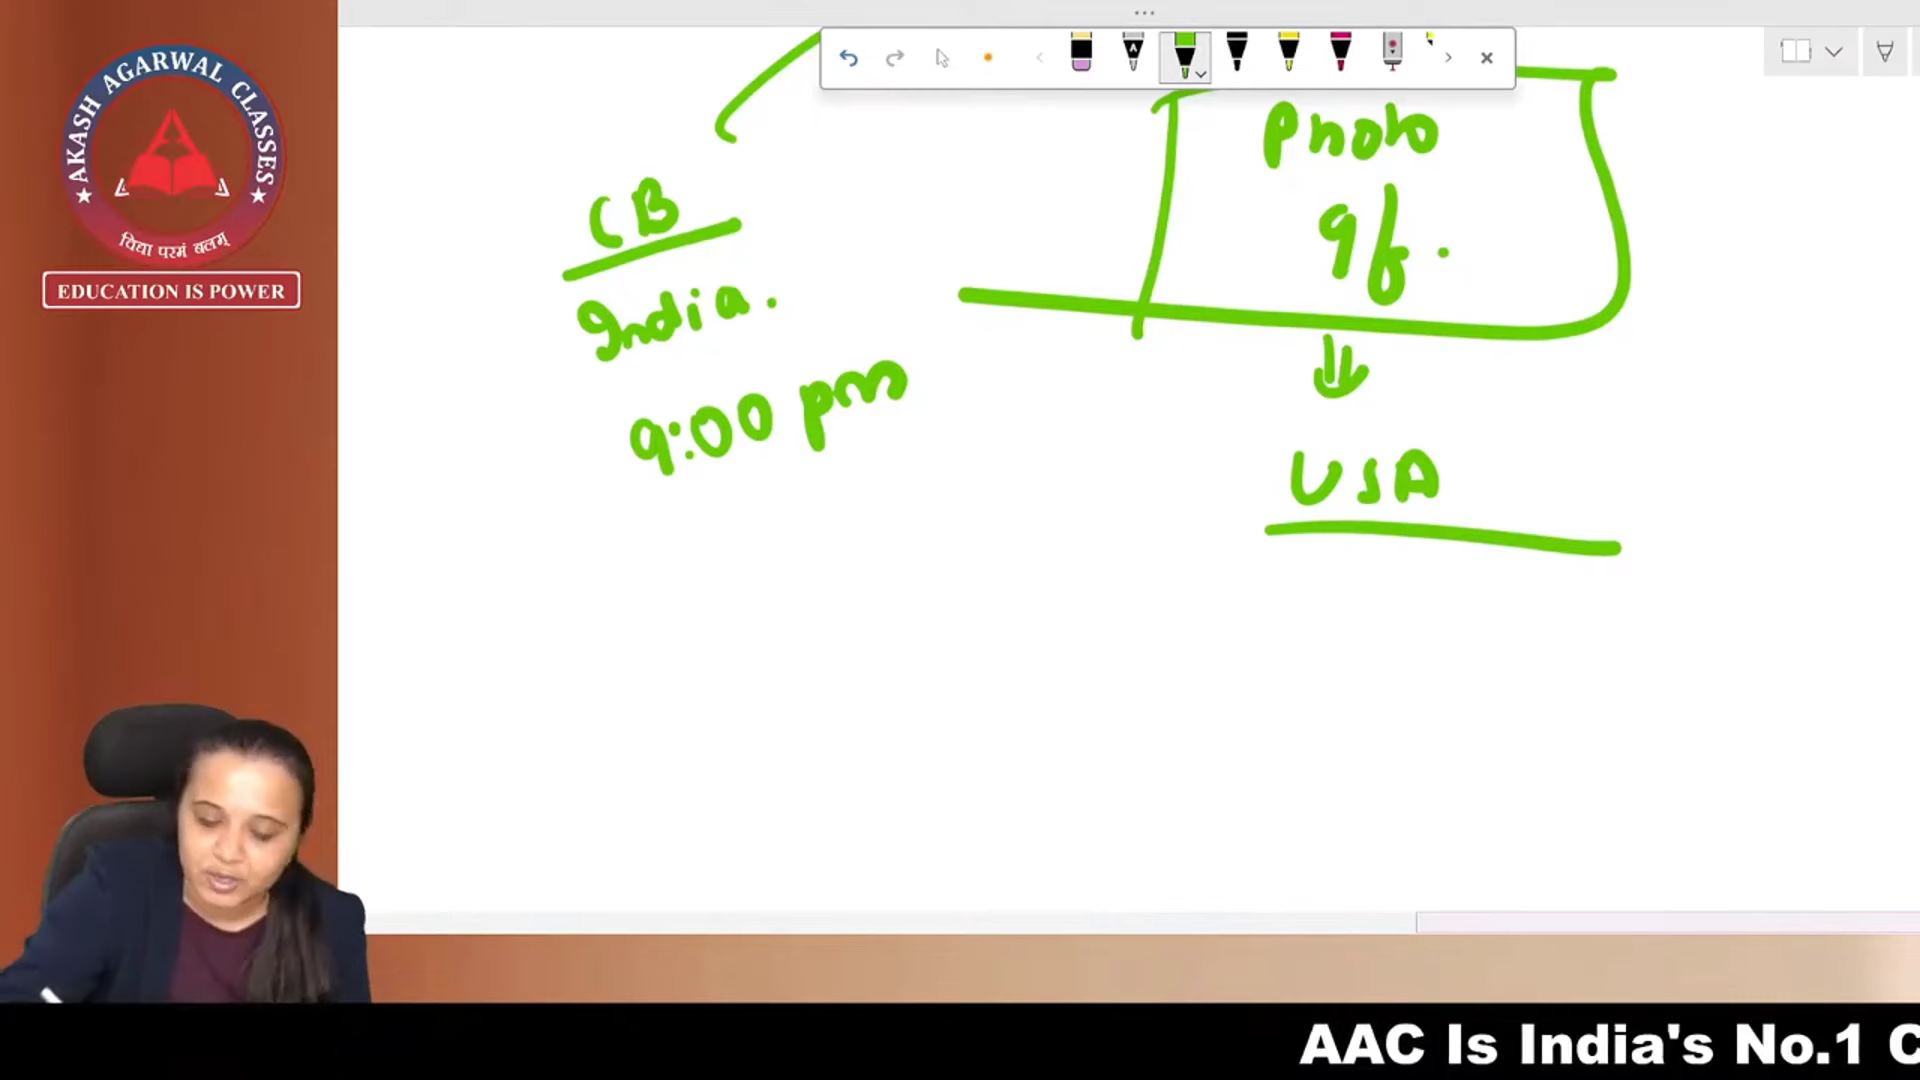 ★ AKASH AGARWAL CLASSES ★
विद्या परमं बलम्
EDUCATION IS POWER
CB
India.
9:00 pm
Photo
USA
AAC Is India's No.1 C